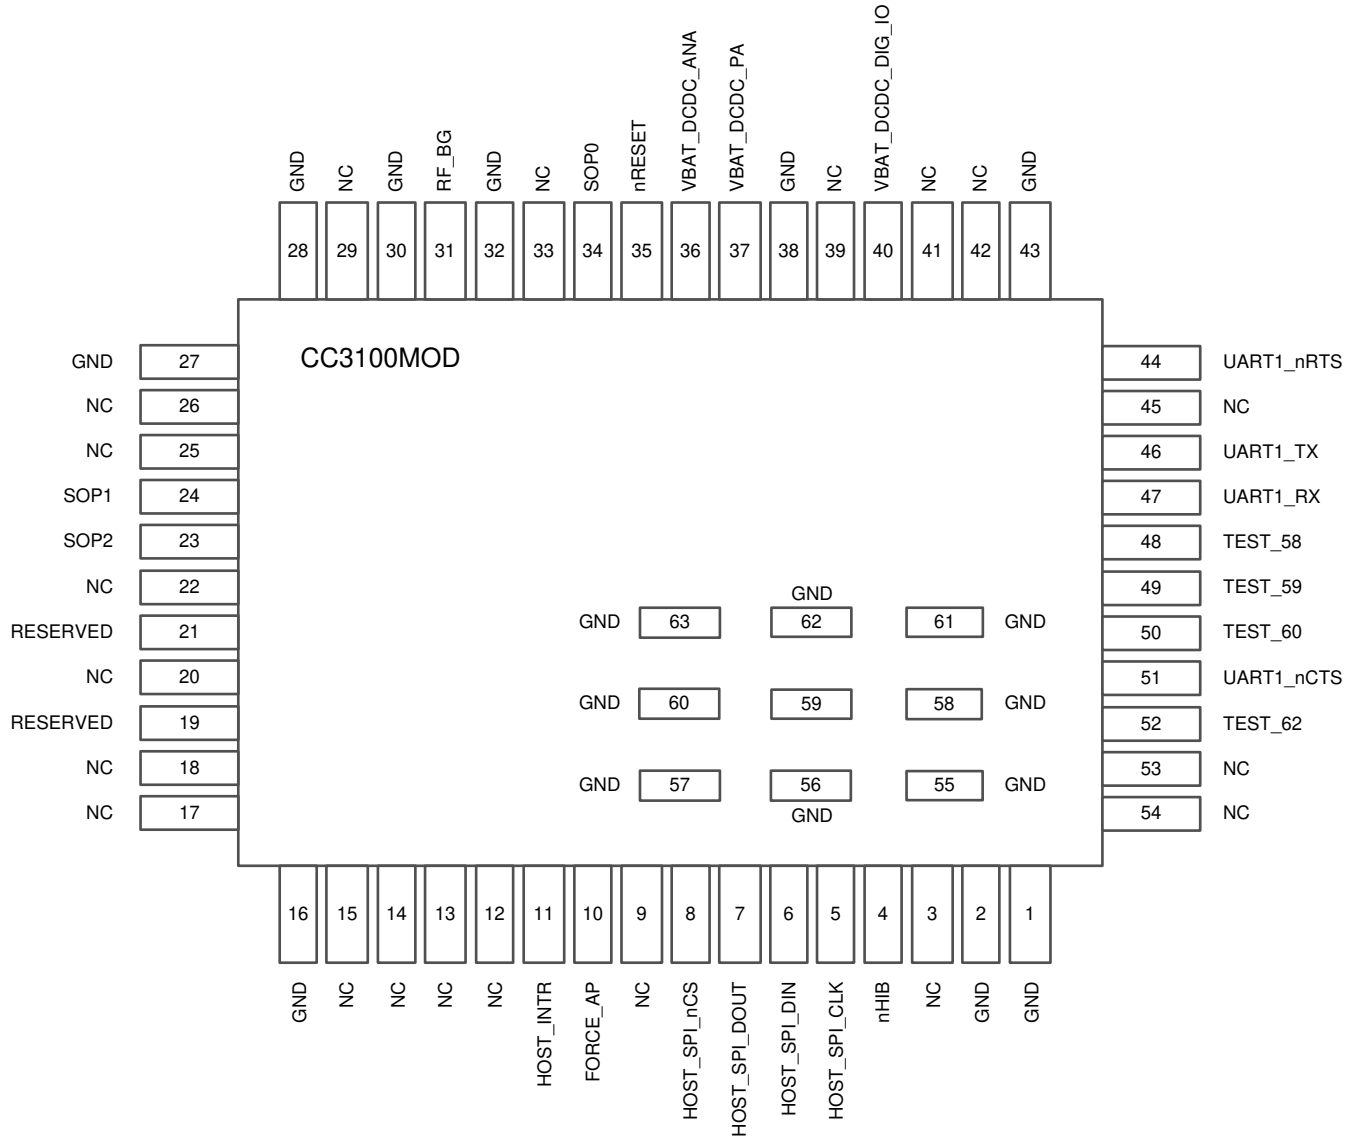 GND NC GND RF_BG GND NC SOP0 nRESET VBAT_DCDC_ANA VBAT_DCDC_PA GND NC VBAT_DCDC_DIG_IO NC NC GND
28 29 30 31 32 33 34 35 36 37 38 39 40 41 42 43
CC3100MOD
GND 27
NC 26
NC 25
SOP1 24
SOP2 23
NC 22
RESERVED 21
NC 20
RESERVED 19
NC 18
NC 17
44 UART1_nRTS
45 NC
46 UART1_TX
47 UART1_RX
48 TEST_58
49 TEST_59
50 TEST_60
51 UART1_nCTS
52 TEST_62
53 NC
54 NC
GND
GND 63 62 61 GND
GND 60 59 58 GND
GND 57 56 55 GND
GND
16 15 14 13 12 11 10 9 8 7 6 5 4 3 2 1
GND NC NC NC NC HOST_INTR FORCE_AP NC HOST_SPI_nCS HOST_SPI_DOUT HOST_SPI_DIN HOST_SPI_CLK nHIB NC GND GND